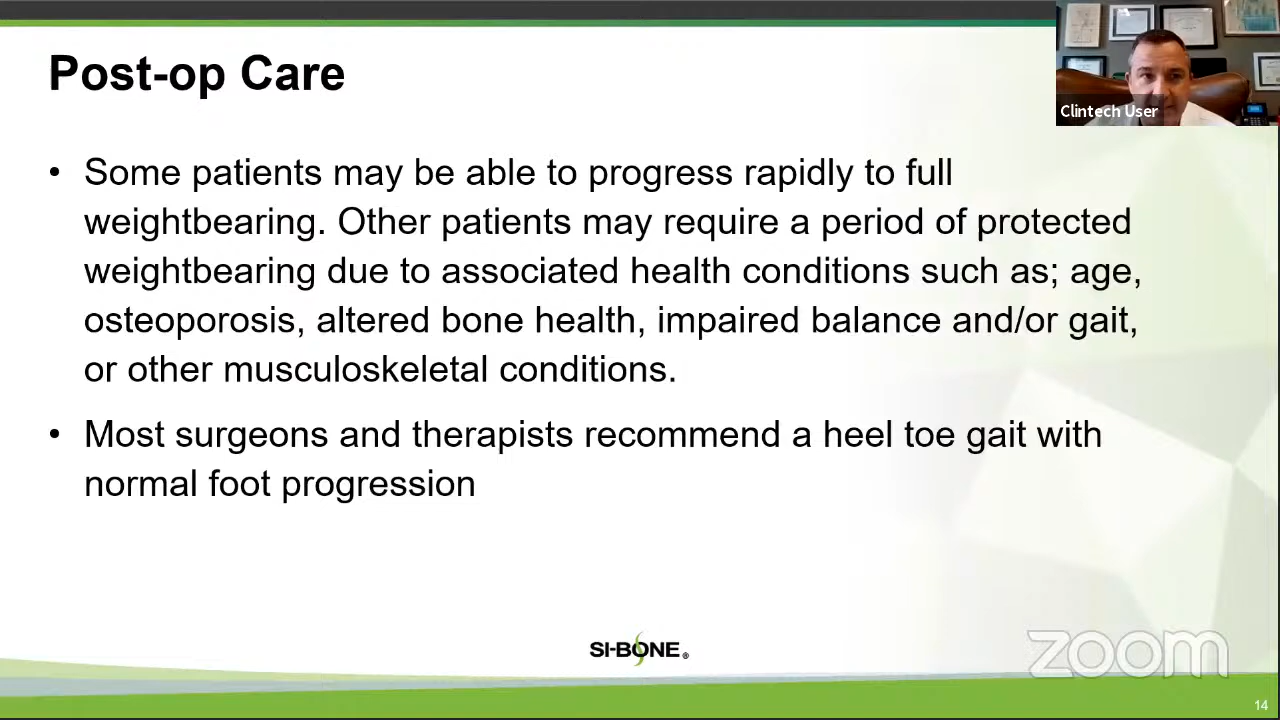 Post-op Care
Clintech User
• Some patients may be able to progress rapidly to full
weightbearing. Other patients may require a period of protected
weightbearing due to associated health conditions such as; age,
osteoporosis, altered bone health, impaired balance and/or gait,
or other musculoskeletal conditions.
• Most surgeons and therapists recommend a heel toe gait with
normal foot progression
SI-BONE®
zoom
14